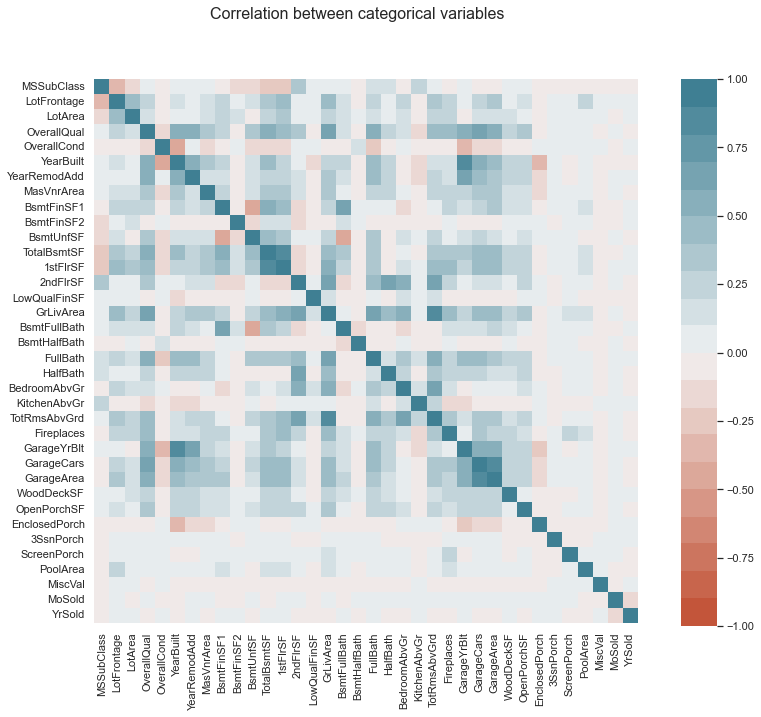 Correlation between categorical variables
MSSubClass
LotFrontage
LotArea
OverallQual
OverallCond
YearBuilt
YearRemodAdd
MasVnrArea
BsmtFinSF1
BsmtFinSF2
BsmtUnfSF
TotalBsmtSF
1stFlrSF
2ndFlrSF
LowQualFinSF
GrLivArea
BsmtFullBath
BsmtHalfBath
FullBath
HalfBath
BedroomAbvGr
KitchenAbvGr
TotRmsAbvGrd
Fireplaces
GarageYrBlt
GarageCars
GarageArea
WoodDeckSF
OpenPorchSF
EnclosedPorch
3SsnPorch
ScreenPorch
PoolArea
MiscVal
MoSold
YrSold
MSSubClass
LotFrontage
LotArea
OverallQual
OverallCond
YearBuilt
YearRemodAdd
MasVnrArea
BsmtFinSF1
BsmtFinSF2
BsmtUnfSF
TotalBsmtSF
1stFlrSF
2ndFlrSF
LowQualFinSF
GrLivArea
BsmtFullBath
BsmtHalfBath
FullBath
HalfBath
BedroomAbvGr
KitchenAbvGr
TotRmsAbvGrd
Fireplaces
GarageYrBlt
GarageCars
GarageArea
WoodDeckSF
OpenPorchSF
EnclosedPorch
3SsnPorch
ScreenPorch
PoolArea
MiscVal
MoSold
YrSold
1.00
0.75
0.50
0.25
0.00
−0.25
−0.50
−0.75
−1.00